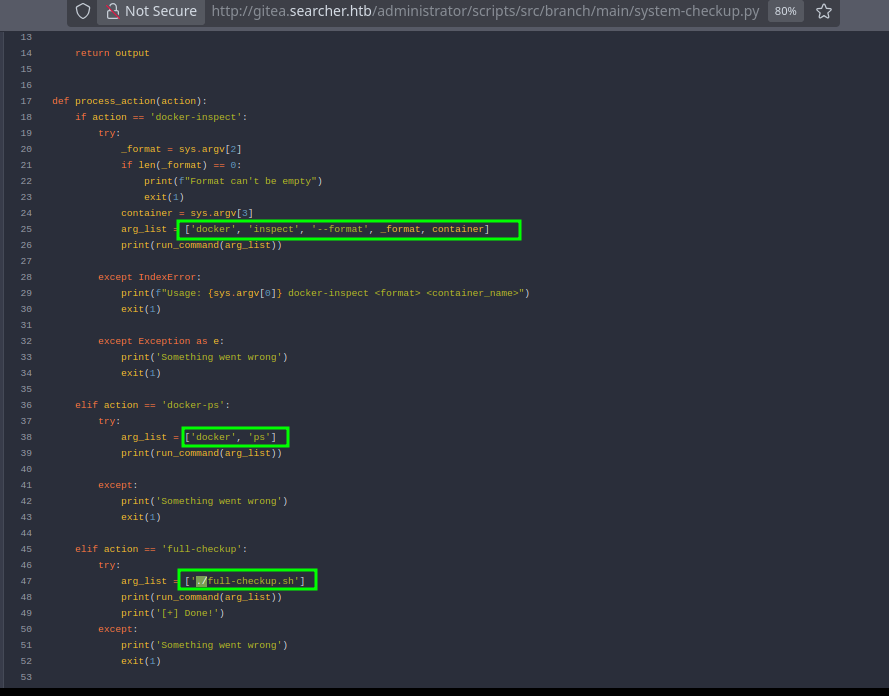 Not Secure http://gitea.searcher.htb/administrator/scripts/src/branch/main/system-checkup.py 80%
13
14 return output
15
16
17 def process_action(action):
18 if action == 'docker-inspect':
19 try:
20 _format = sys.argv[2]
21 if len(_format) == 0:
22 print(f"Format can't be empty")
23 exit(1)
24 container = sys.argv[3]
25 arg_list = ['docker', 'inspect', '--format', _format, container]
26 print(run_command(arg_list))
27
28 except IndexError:
29 print(f"Usage: {sys.argv[0]} docker-inspect <format> <container_name>")
30 exit(1)
31
32 except Exception as e:
33 print('Something went wrong')
34 exit(1)
35
36 elif action == 'docker-ps':
37 try:
38 arg_list = ['docker', 'ps']
39 print(run_command(arg_list))
40
41 except:
42 print('Something went wrong')
43 exit(1)
44
45 elif action == 'full-checkup':
46 try:
47 arg_list = ['./full-checkup.sh']
48 print(run_command(arg_list))
49 print('[+] Done!')
50 except:
51 print('Something went wrong')
52 exit(1)
53